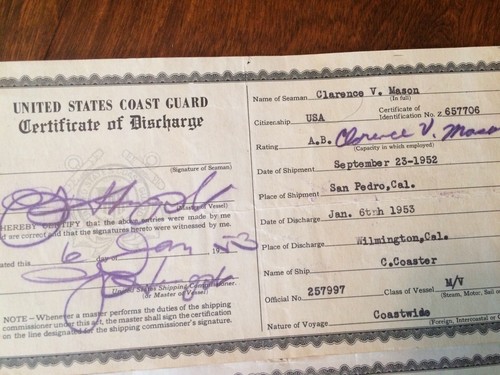 UNITED STATES COAST GUARD
Certificate of Discharge
(Signature of Seaman)
(Master of Vessel)
HEREBY CERTIFY that the above entries were made by me
and are correct and that the signatures hereto were witnessed by me.
dated this 6 day of Jan 1953
United States Shipping Commissioner
(or Master of Vessel)
NOTE - Whenever a master performs the duties of the shipping
commissioner under this act, the master shall sign the certification
on the line designated for the shipping commissioner's signature.
Name of Seaman Clarence V. Mason
(In full)
Citizenship USA Certificate of Identification No. Z 657706
Rating A.B. Clarence V. Mason
(Capacity in which employed)
Date of Shipment September 23-1952
Place of Shipment San Pedro,Cal.
Date of Discharge Jan. 6th 1953
Place of Discharge Wilmington,Cal.
Name of Ship C.Coaster
Official No. 257997 Class of Vessel M/V
(Steam, Motor, Sail or
Nature of Voyage Coastwide
(Foreign, Intercoastal or